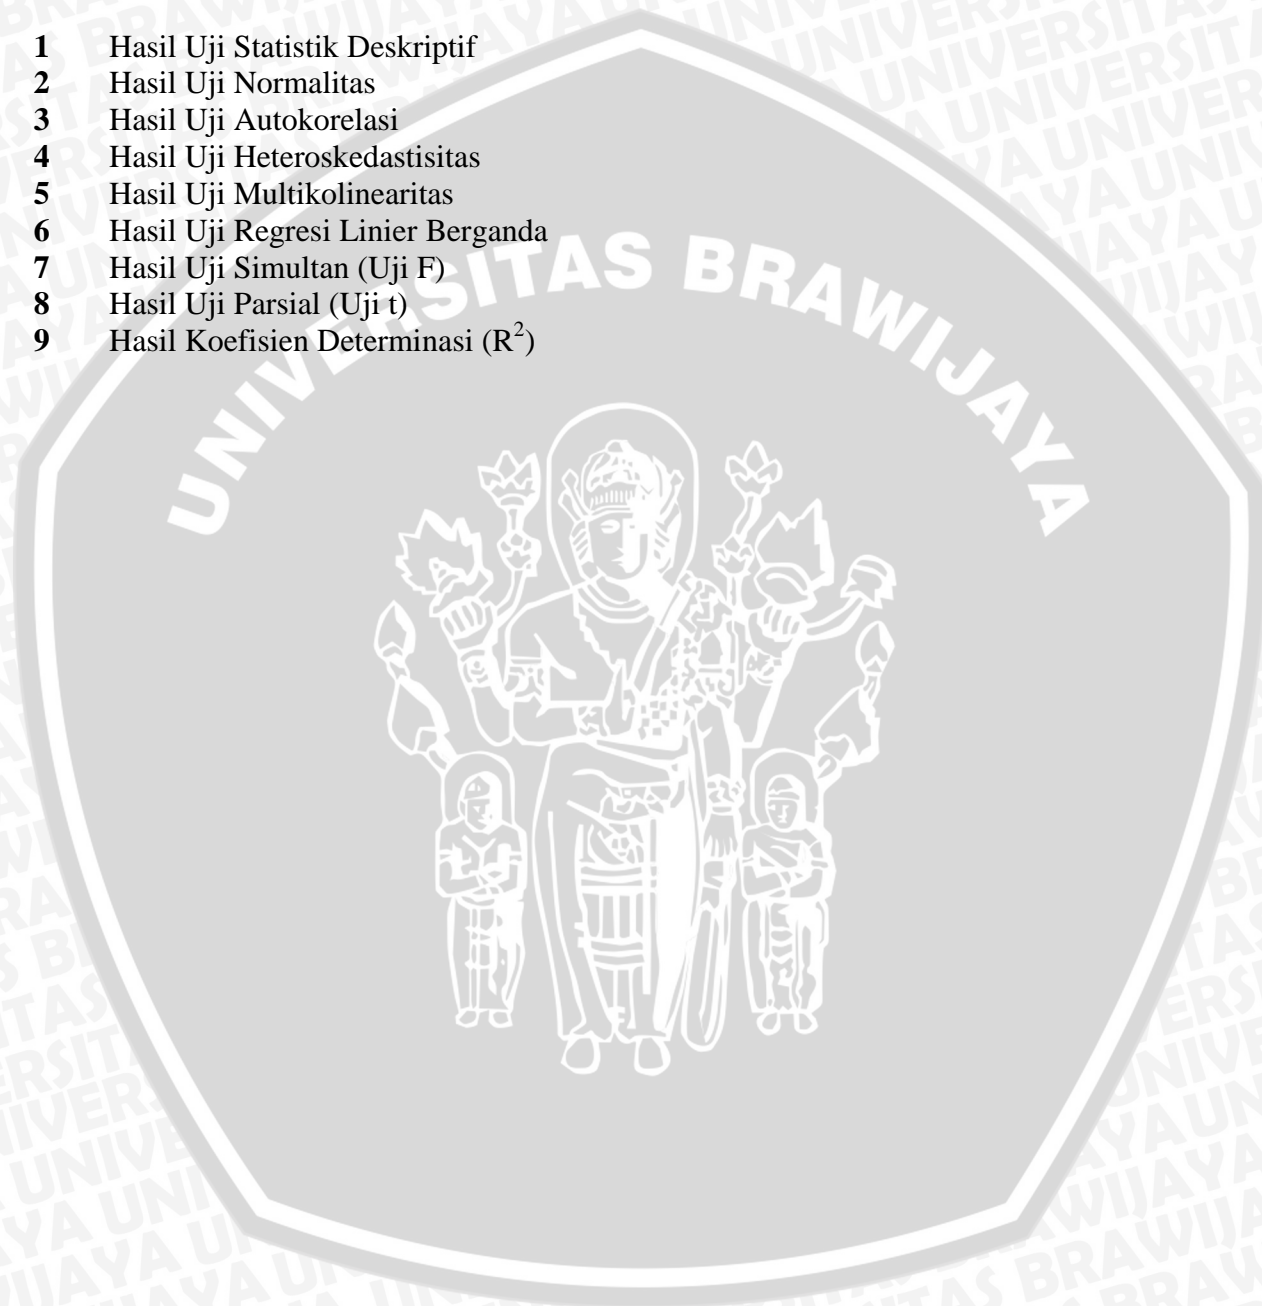 1 Hasil Uji Statistik Deskriptif
2 Hasil Uji Normalitas
3 Hasil Uji Autokorelasi
4 Hasil Uji Heteroskedastisitas
5 Hasil Uji Multikolinearitas
6 Hasil Uji Regresi Linier Berganda
7 Hasil Uji Simultan (Uji F)
8 Hasil Uji Parsial (Uji t)
9 Hasil Koefisien Determinasi (R²)
UNIVERSITAS BRAWIJAYA